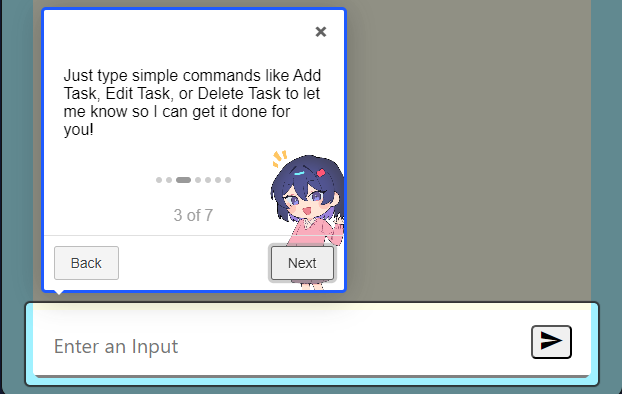 ×
Just type simple commands like Add
Task, Edit Task, or Delete Task to let
me know so I can get it done for
you!
3 of 7
Back
Next
Enter an Input